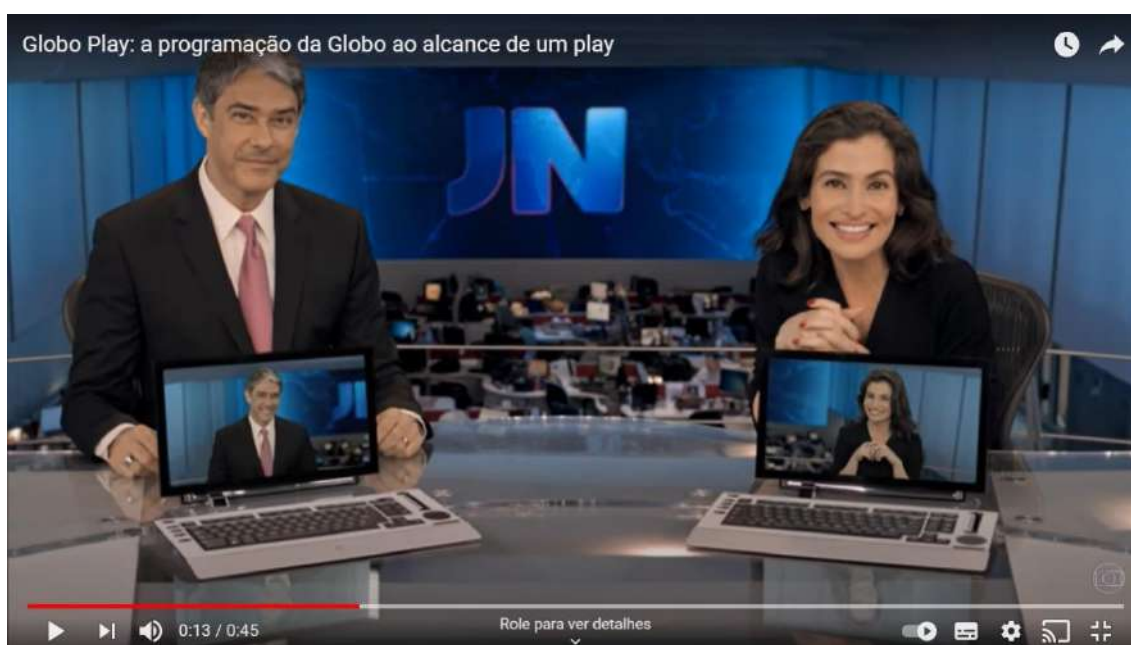 Globo Play: a programação da Globo ao alcance de um play
JN
0:13 / 0:45
Role para ver detalhes